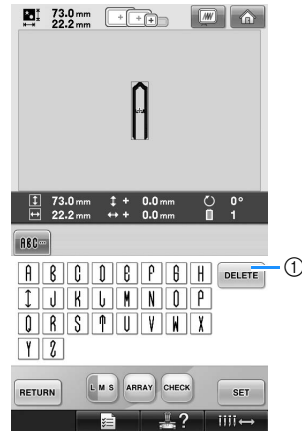 73.0 mm
22.2 mm
73.0 mm + 0.0 mm 0°
22.2 mm + 0.0 mm 1
ABC
A B C D E F G H DELETE ①
I J K L M N O P
Q R S T U V W X
Y Z
RETURN L M S ARRAY CHECK SET
?